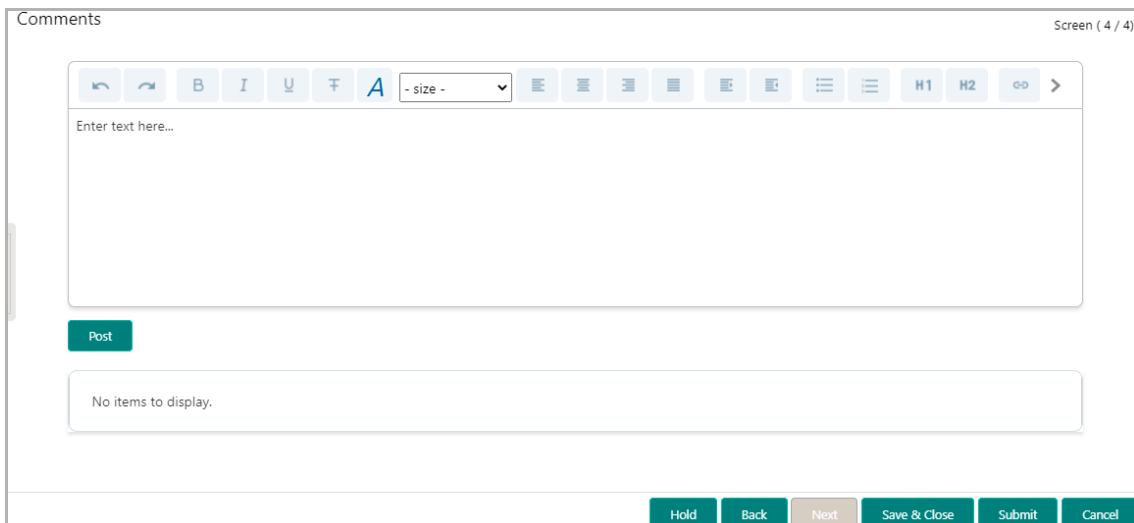 Comments
Screen ( 4 / 4)
B I U T A - size - H1 H2
Enter text here...
Post
No items to display.
Hold Back Next Save & Close Submit Cancel